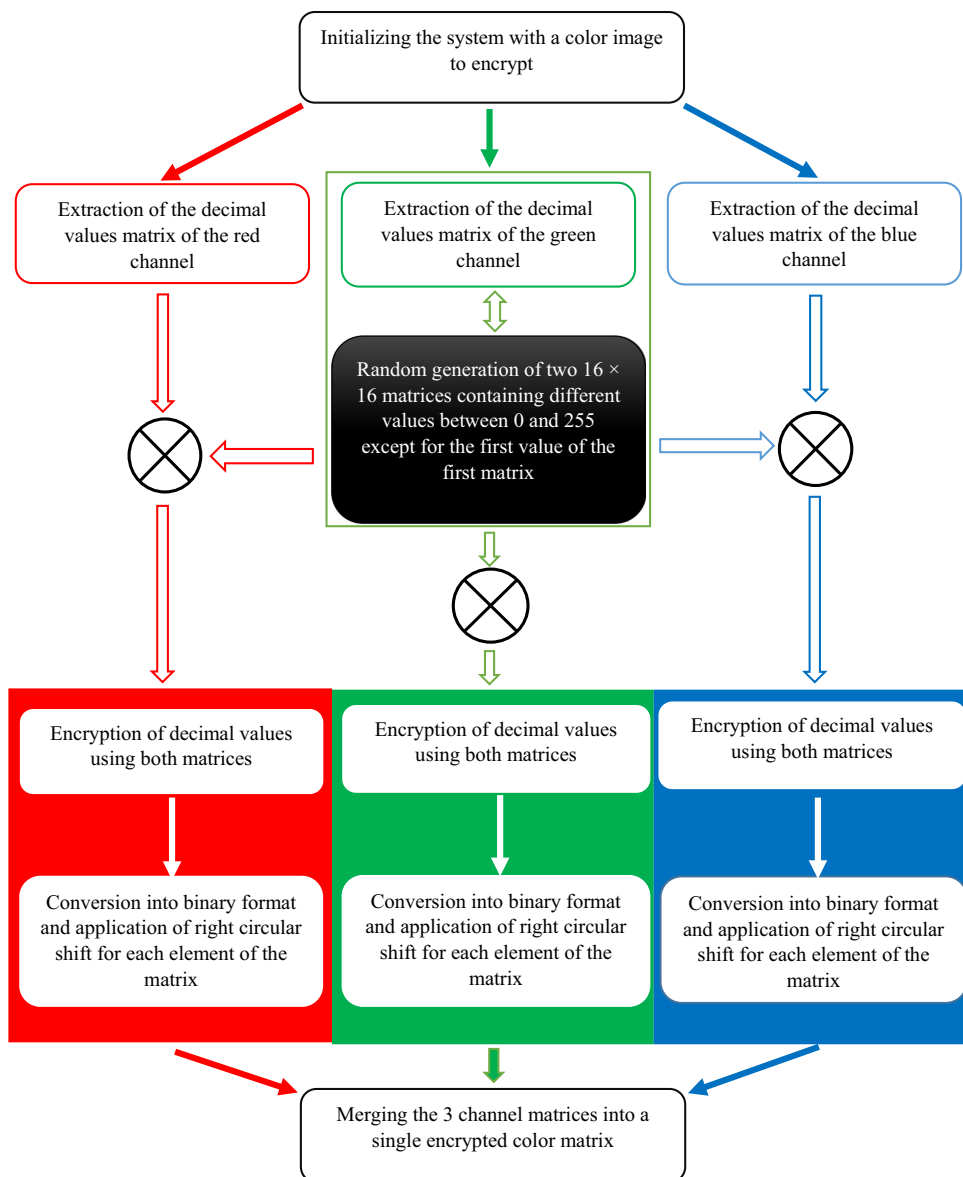 Initializing the system with a color image
to encrypt
Extraction of the decimal
values matrix of the red
channel
Extraction of the decimal
values matrix of the green
channel
Extraction of the decimal
values matrix of the blue
channel
Random generation of two 16 ×
16 matrices containing different
values between 0 and 255
except for the first value of the
first matrix
Encryption of decimal values
using both matrices
Encryption of decimal values
using both matrices
Encryption of decimal values
using both matrices
Conversion into binary format
and application of right circular
shift for each element of the
matrix
Conversion into binary format
and application of right circular
shift for each element of the
matrix
Conversion into binary format
and application of right circular
shift for each element of the
matrix
Merging the 3 channel matrices into a
single encrypted color matrix